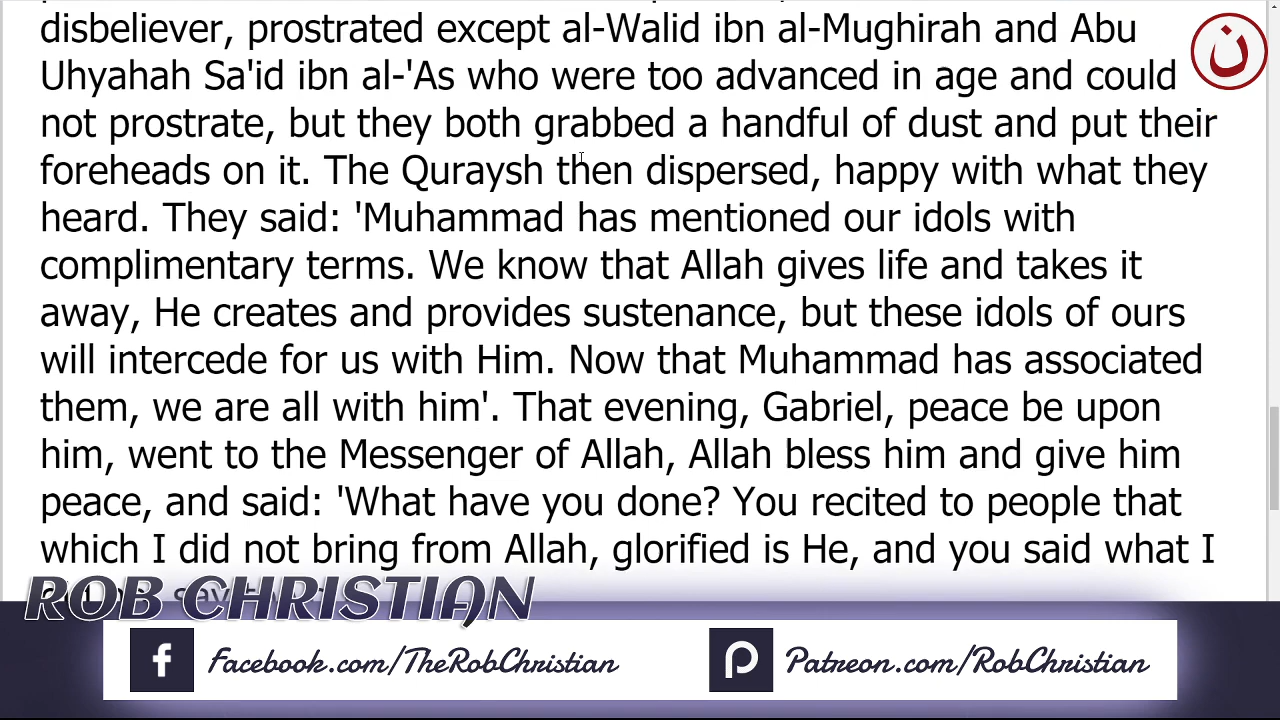 disbeliever, prostrated except al-Walid ibn al-Mughirah and Abu
Uhyahah Sa'id ibn al-'As who were too advanced in age and could
not prostrate, but they both grabbed a handful of dust and put their
foreheads on it. The Quraysh then dispersed, happy with what they
heard. They said: 'Muhammad has mentioned our idols with
complimentary terms. We know that Allah gives life and takes it
away, He creates and provides sustenance, but these idols of ours
will intercede for us with Him. Now that Muhammad has associated
them, we are all with him'. That evening, Gabriel, peace be upon
him, went to the Messenger of Allah, Allah bless him and give him
peace, and said: 'What have you done? You recited to people that
which I did not bring from Allah, glorified is He, and you said what I
ن
ROB CHRISTIAN
f Facebook.com/TheRobChristian
Patreon.com/RobChristian